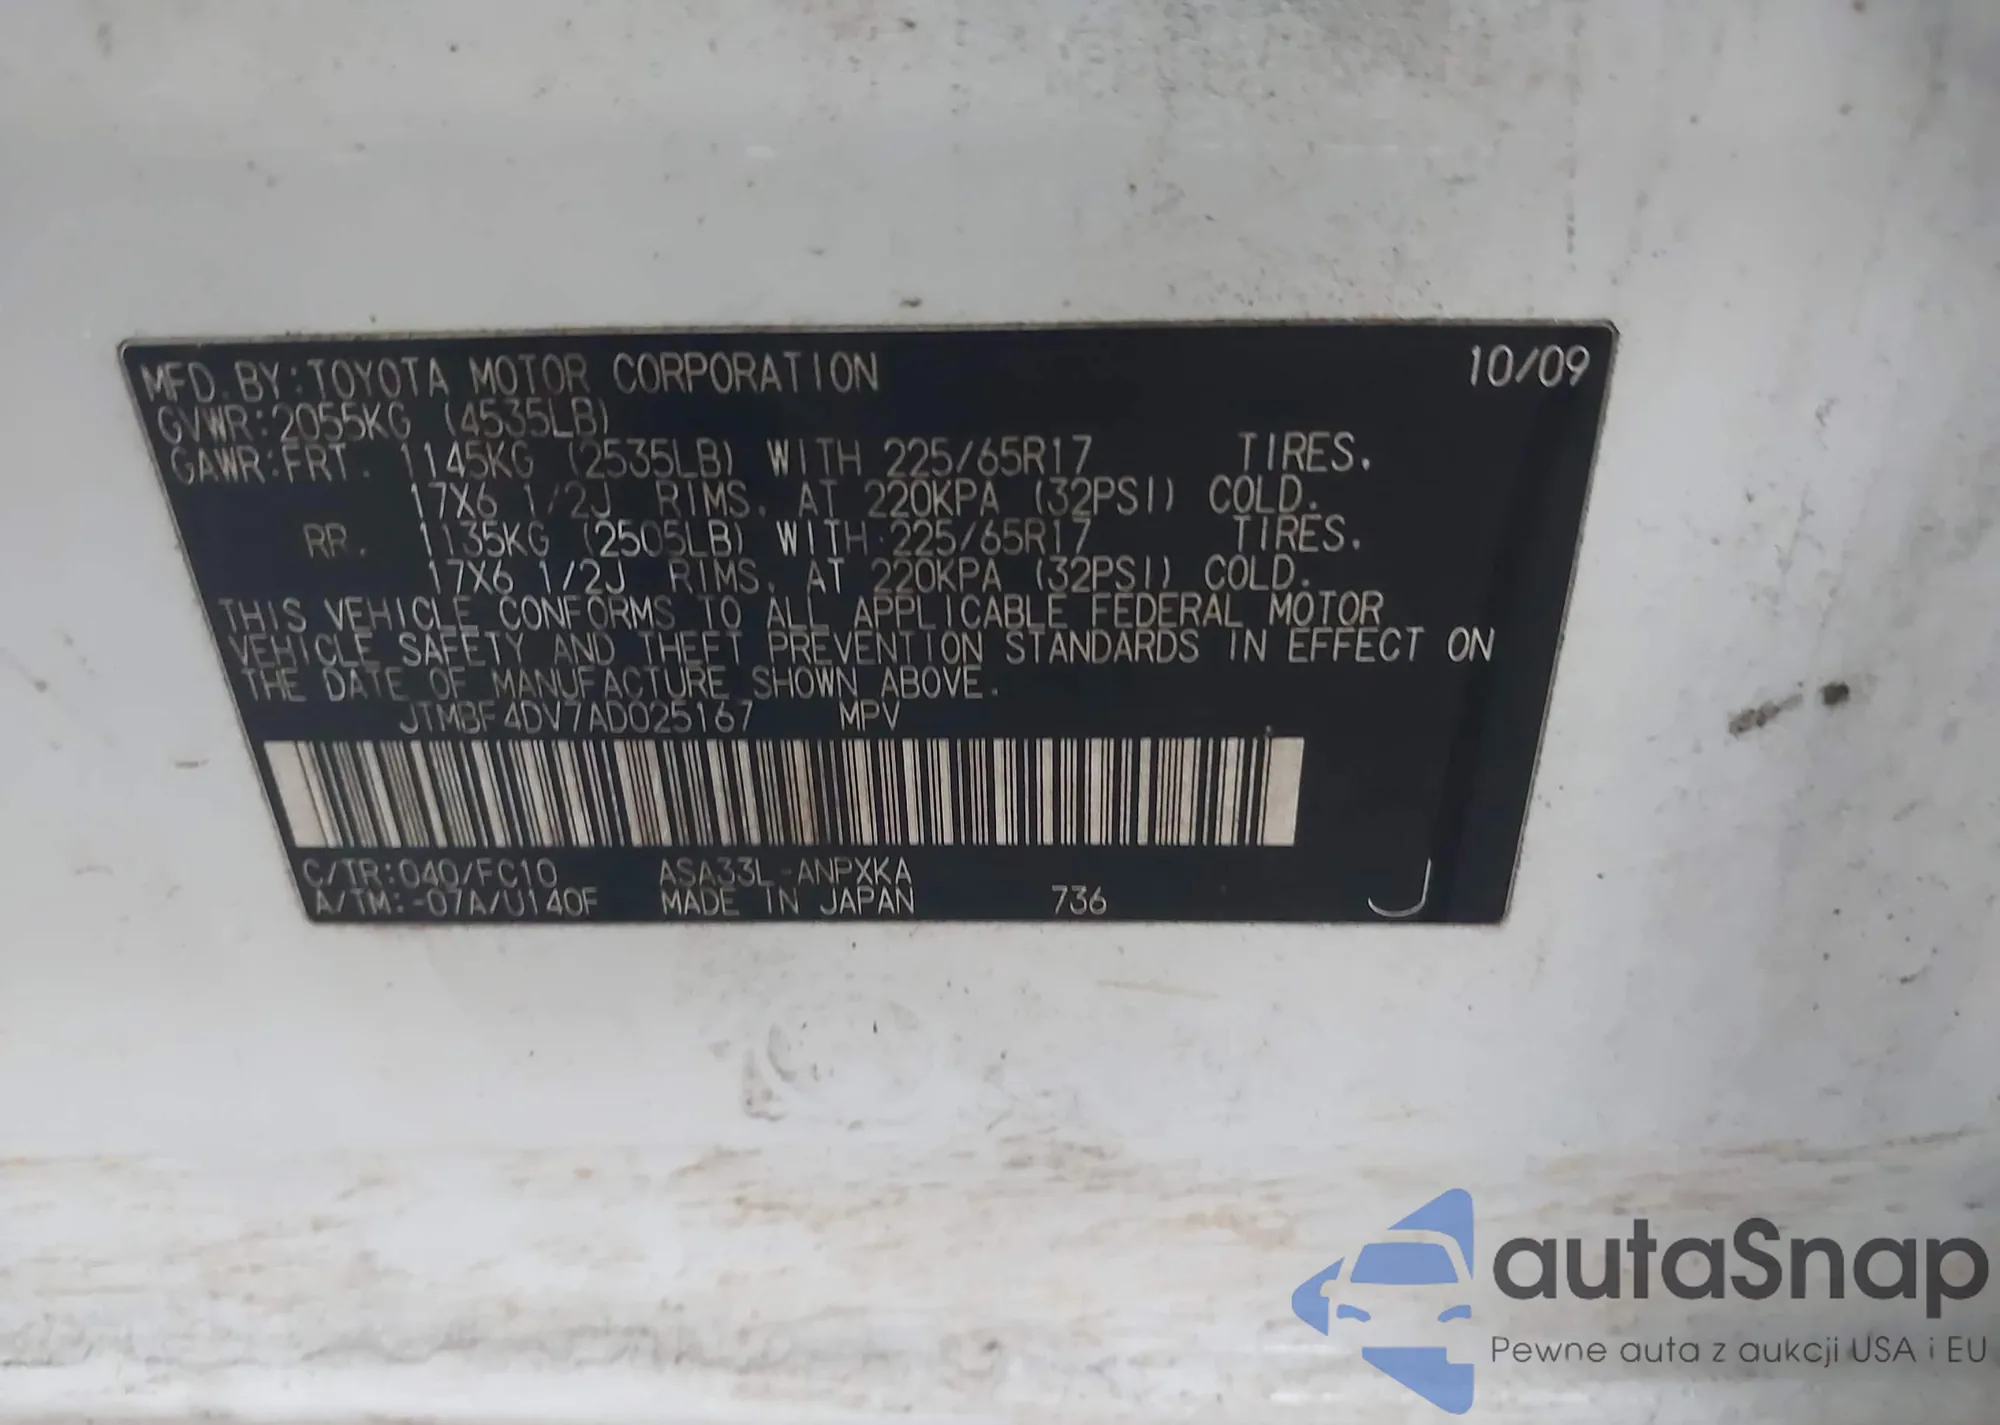 MFD. BY: TOYOTA MOTOR CORPORATION 10/09
GVWR: 2055KG (4535LB)
GAWR: FRT. 1145KG (2535LB) WITH 225/65R17 TIRES.
17X6 1/2J RIMS, AT 220KPA (32PSI) COLD.
RR. 1135KG (2505LB) WITH 225/65R17 TIRES.
17X6 1/2J RIMS, AT 220KPA (32PSI) COLD.
THIS VEHICLE CONFORMS TO ALL APPLICABLE FEDERAL MOTOR
VEHICLE SAFETY AND THEFT PREVENTION STANDARDS IN EFFECT ON
THE DATE OF MANUFACTURE SHOWN ABOVE.
JTMBF4DV7AD025167 MPV
C/TR: 040/FC10 ASA33L-ANPXKA
A/TM: -07A/U140F MADE IN JAPAN 736 J
autaSnap
Pewne auta z aukcji USA i EU